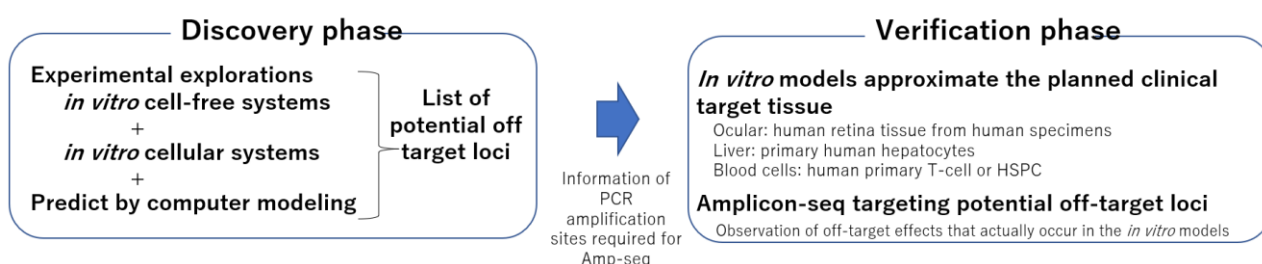 Discovery phase
Experimental explorations
in vitro cell-free systems
+
in vitro cellular systems
+
Predict by computer modeling
List of
potential off
target loci
Information of
PCR
amplification
sites required for
Amp-seq
Verification phase
In vitro models approximate the planned clinical
target tissue
Ocular: human retina tissue from human specimens
Liver: primary human hepatocytes
Blood cells: human primary T-cell or HSPC
Amplicon-seq targeting potential off-target loci
Observation of off-target effects that actually occur in the in vitro models